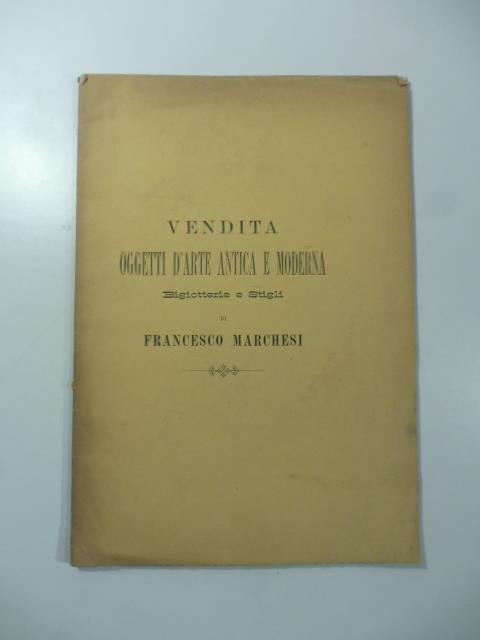 VENDITA
OGGETTI D'ARTE ANTICA E MODERNA
Bigiotterie e Stigli
DI
FRANCESCO MARCHESI